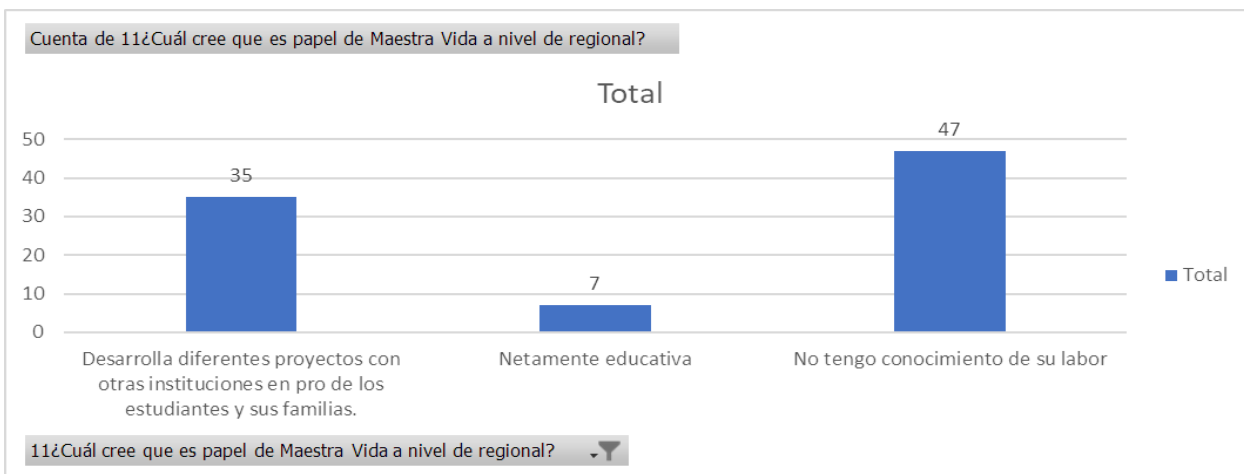 Cuenta de 11¿Cuál cree que es papel de Maestra Vida a nivel de regional?
Total
50
40
30
20
10
0
35
7
47
Total
Desarrolla diferentes proyectos con
otras instituciones en pro de los
estudiantes y sus familias.
Netamente educativa
No tengo conocimiento de su labor
11¿Cuál cree que es papel de Maestra Vida a nivel de regional?